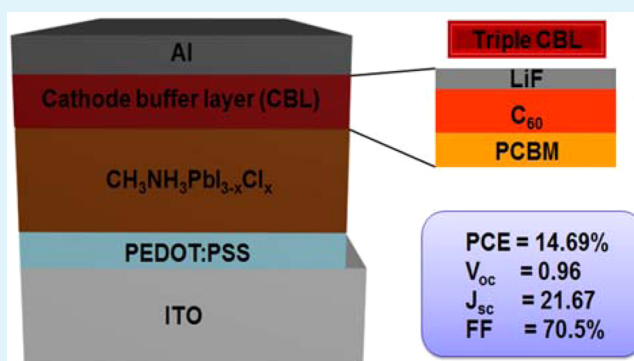 Al
Cathode buffer layer (CBL)
CH₃NH₃PbI₃₋ₓClₓ
PEDOT:PSS
ITO
Triple CBL
LiF
C₆₀
PCBM
PCE = 14.69%
Vₒc = 0.96
Jsc = 21.67
FF = 70.5%